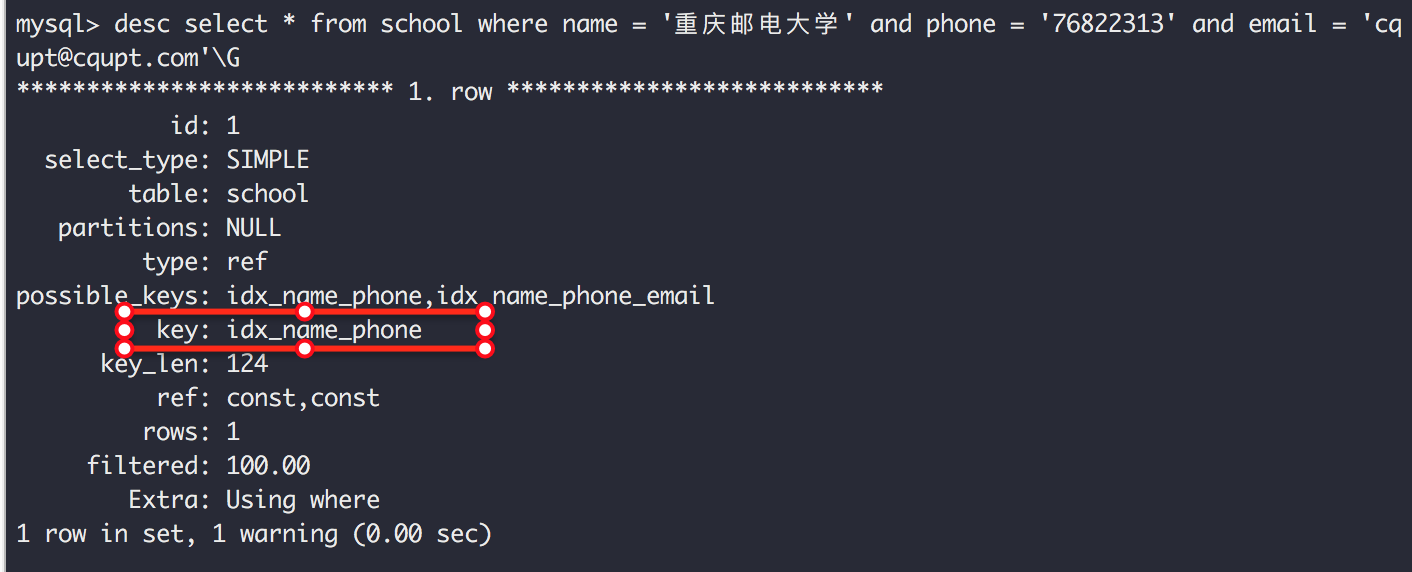 mysql> desc select * from school where name = '重庆邮电大学' and phone = '76822313' and email = 'cq
upt@cqupt.com'\G
*************************** 1. row ***************************
id: 1
select_type: SIMPLE
table: school
partitions: NULL
type: ref
possible_keys: idx_name_phone,idx_name_phone_email
key: idx_name_phone
key_len: 124
ref: const,const
rows: 1
filtered: 100.00
Extra: Using where
1 row in set, 1 warning (0.00 sec)